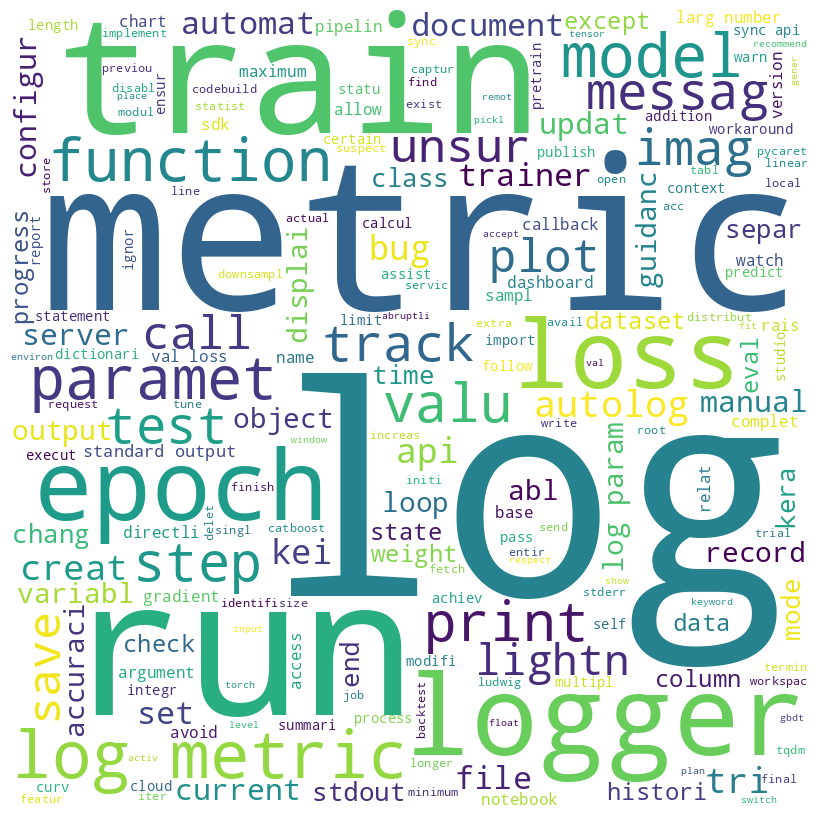 length
chart
automat
pipelin
document
except
larg number
sync api
implement
sync
tensor
recommend
train
model
configur
previou
disabl
place
modul
ensur
codebuild
statist
maximum
statu
allow
sdk
captur
find
exist
remot
pickl
pretrain
messag
warn
version
gener
addition
workaround
updat
publish
certain
suspect
function
unsur
imag
pycaret
linear
tabl
local
store
class
trainer
open
guidanc
context
acc
line
metric
progress
report
ignor
displai
actual
calcul
callback
accept
separ
bug
plot
watch
predict
downsampl
assist
servic
dashboard
sampl
statement
server
call
limit
abruptli
extra
avail
dataset
distribut
fit
rais
studio
environ
dictionari
val loss
name
track
import
follow
loss
val
eval
paramet
time
request
tune
object
valu
autolog
manual
complet
output
test
standard output
window
increas
write
root
log
execut
epoch
finish
api
initi
abl
base
loop
log param
relat
kera
trial
chang
directli
delet
singl
catboost
state
pass
send
entir
respect
record
creat
step
kei
weight
fetch
show
stderr
variabl
gradient
identifisize
achiev
self
keyword
mode
save
accuraci
run
input
print
data
check
access
end
modifi
lightn
termin
argument
integr
torch
job
ludwig
multipl
column
workspac
set
avoid
level
summari
process
backtest
float
logger
gbdt
log metric
activ
longer
tqdm
curv
featur
iter
cloud
current
stdout
minimum
file
notebook
plan
histori
tri
final
switch